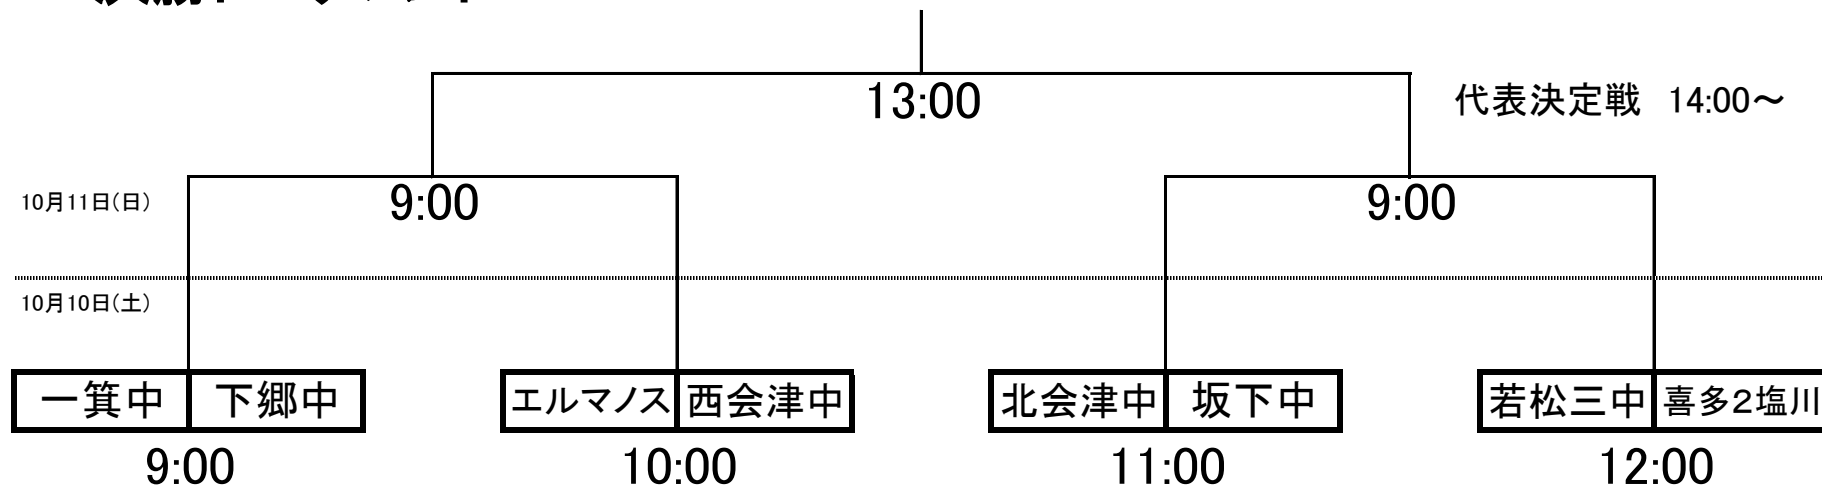 13:00
代表決定戦 14:00~
10月11日(日)
9:00
9:00
10月10日(土)
一箕中 下郷中
エルマノス 西会津中
北会津中 坂下中
若松三中 喜多2塩川
9:00
10:00
11:00
12:00